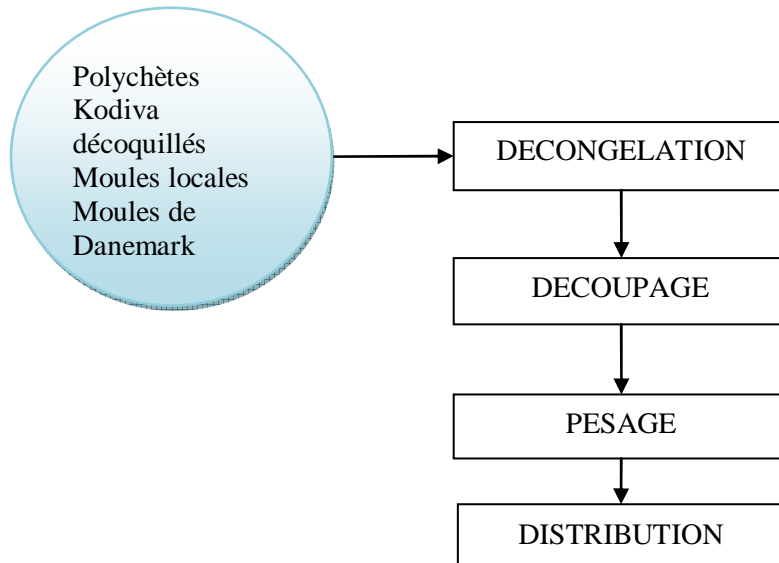 Polychètes
Kodiva
décoquillés
Moules locales
Moules de
Danemark
DECONGELATION
DECOUPAGE
PESAGE
DISTRIBUTION